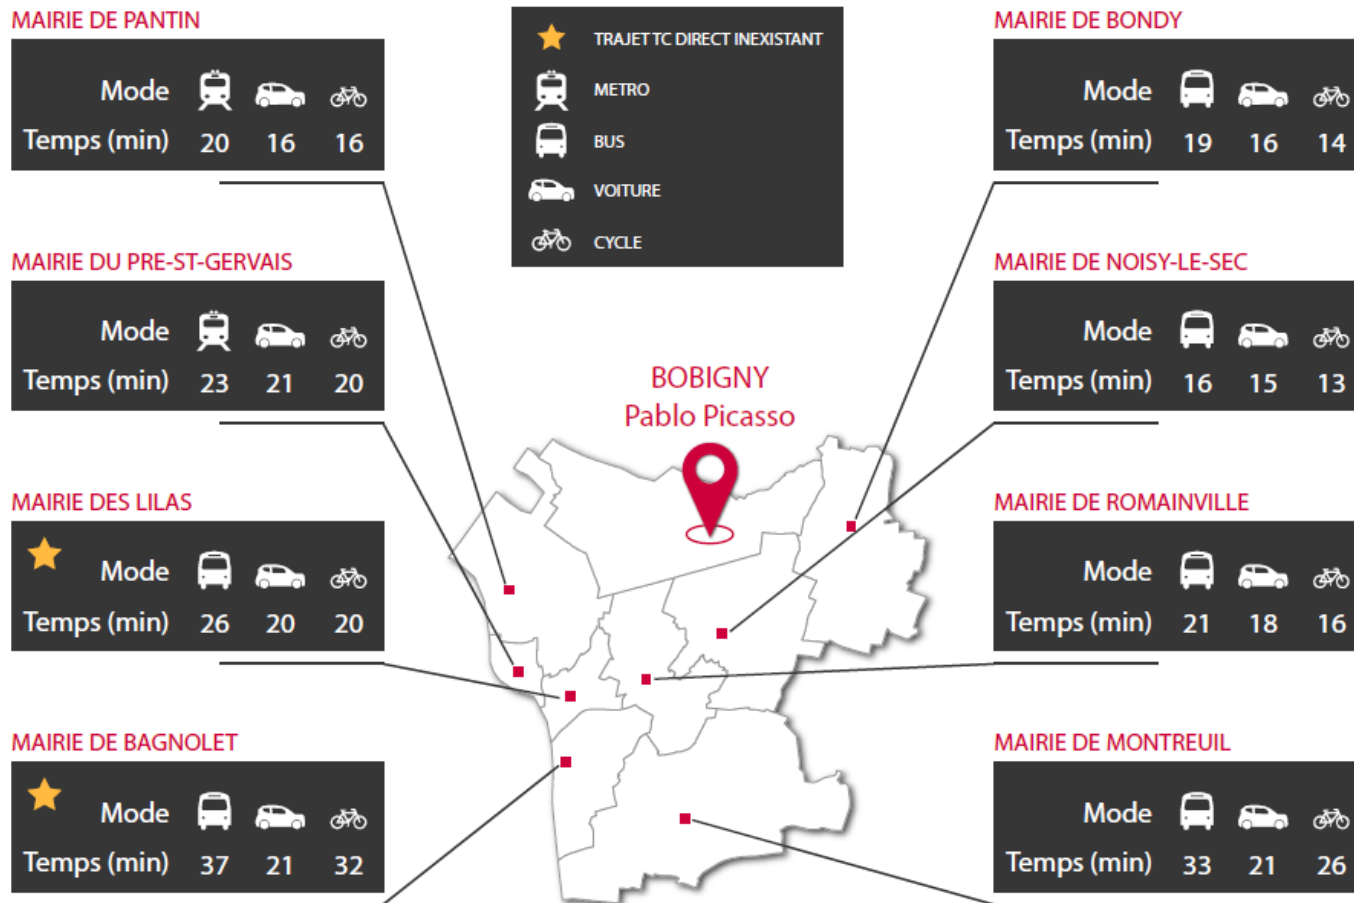 MAIRIE DE PANTIN
Mode
Temps (min) 20 16 16
MAIRIE DU PRE-ST-GERVAIS
Mode
Temps (min) 23 21 20
MAIRIE DES LILAS
Mode
Temps (min) 26 20 20
MAIRIE DE BAGNOLET
Mode
Temps (min) 37 21 32
TRAJET TC DIRECT INEXISTANT
METRO
BUS
VOITURE
CYCLE
BOBIGNY
Pablo Picasso
MAIRIE DE BONDY
Mode
Temps (min) 19 16 14
MAIRIE DE NOISY-LE-SEC
Mode
Temps (min) 16 15 13
MAIRIE DE ROMAINVILLE
Mode
Temps (min) 21 18 16
MAIRIE DE MONTREUIL
Mode
Temps (min) 33 21 26